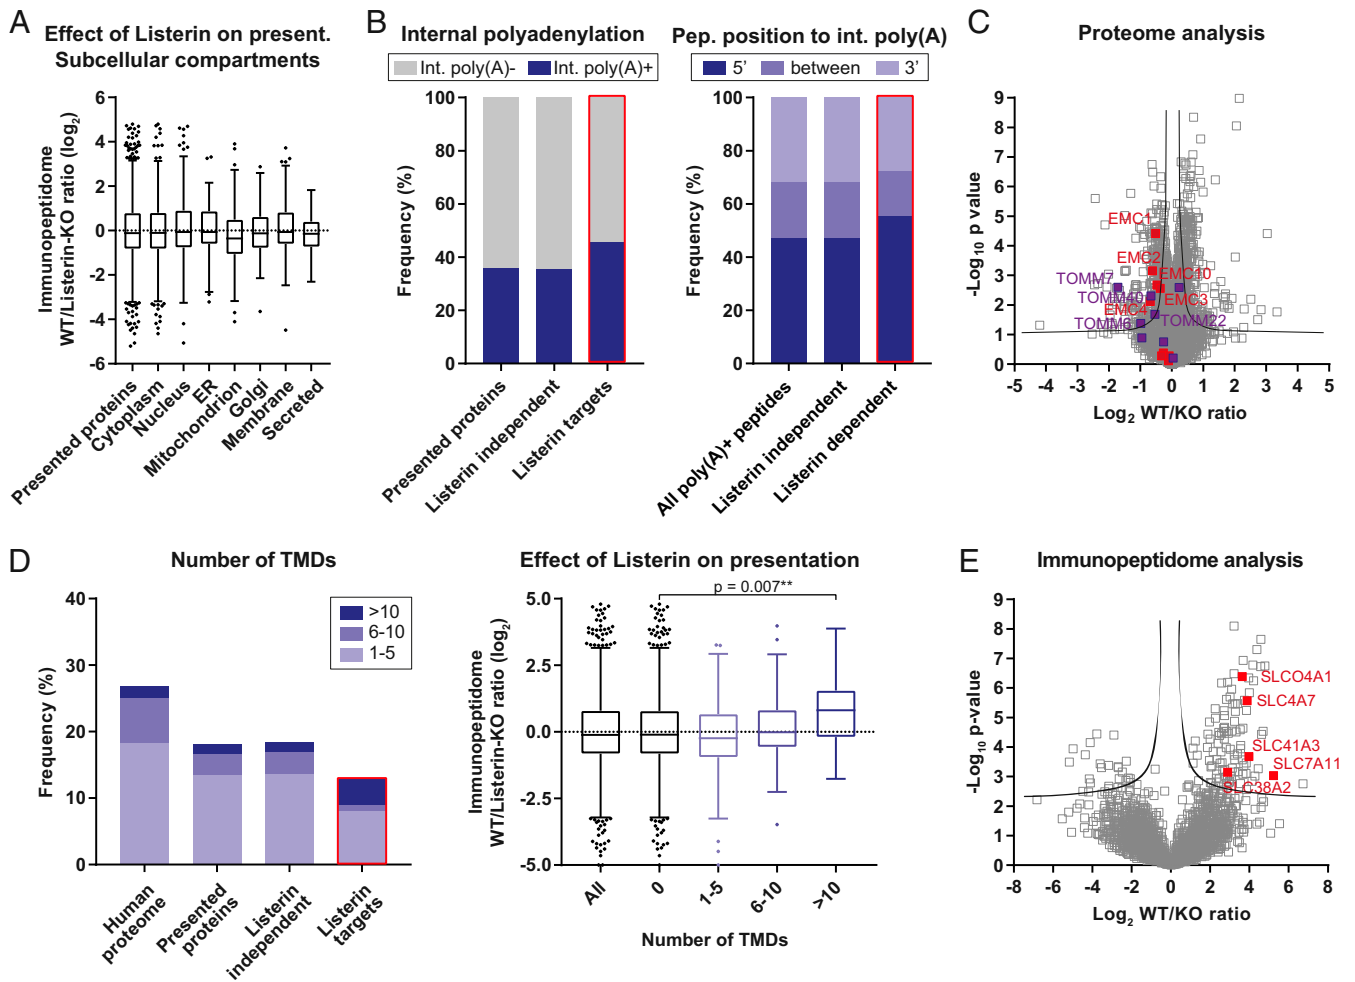 A
Effect of Listerin on present.
Subcellular compartments
Immunopeptidome
WT/Listerin-KO ratio (log2)
6
4
2
0
-2
-4
-6
Presented proteins
Cytoplasm
Nucleus
ER
Mitochondrion
Golgi
Membrane
Secreted
B
Internal polyadenylation
Int. poly(A)- Int. poly(A)+
Frequency (%)
100
80
60
40
20
0
Presented proteins
Listerin independent
Listerin targets
Pep. position to int. poly(A)
5' between 3'
Frequency (%)
100
80
60
40
20
0
All poly(A)+ peptides
Listerin independent
Listerin dependent
C
Proteome analysis
-Log10 p value
9
8
7
6
5
4
3
2
1
0
EMC1
EMC2
TOMM7
EMC10
TOMM40
EMC3
EMC4
TOMM6
TOMM22
-5 -4 -3 -2 -1 0 1 2 3 4 5
Log2 WT/KO ratio
D
Number of TMDs
>10
6-10
1-5
Frequency (%)
40
30
20
10
0
Human
proteome
Presented
proteins
Listerin
independent
Listerin
targets
Effect of Listerin on presentation
p = 0.007**
Immunopeptidome
WT/Listerin-KO ratio (log2)
5.0
2.5
0.0
-2.5
-5.0
All
0
1-5
6-10
>10
Number of TMDs
E
Immunopeptidome analysis
-Log10 p-value
9
8
7
6
5
4
3
2
1
0
SLCO4A1
SLC4A7
SLC41A3
SLC7A11
SLC38A2
-8 -6 -4 -2 0 2 4 6 8
Log2 WT/KO ratio